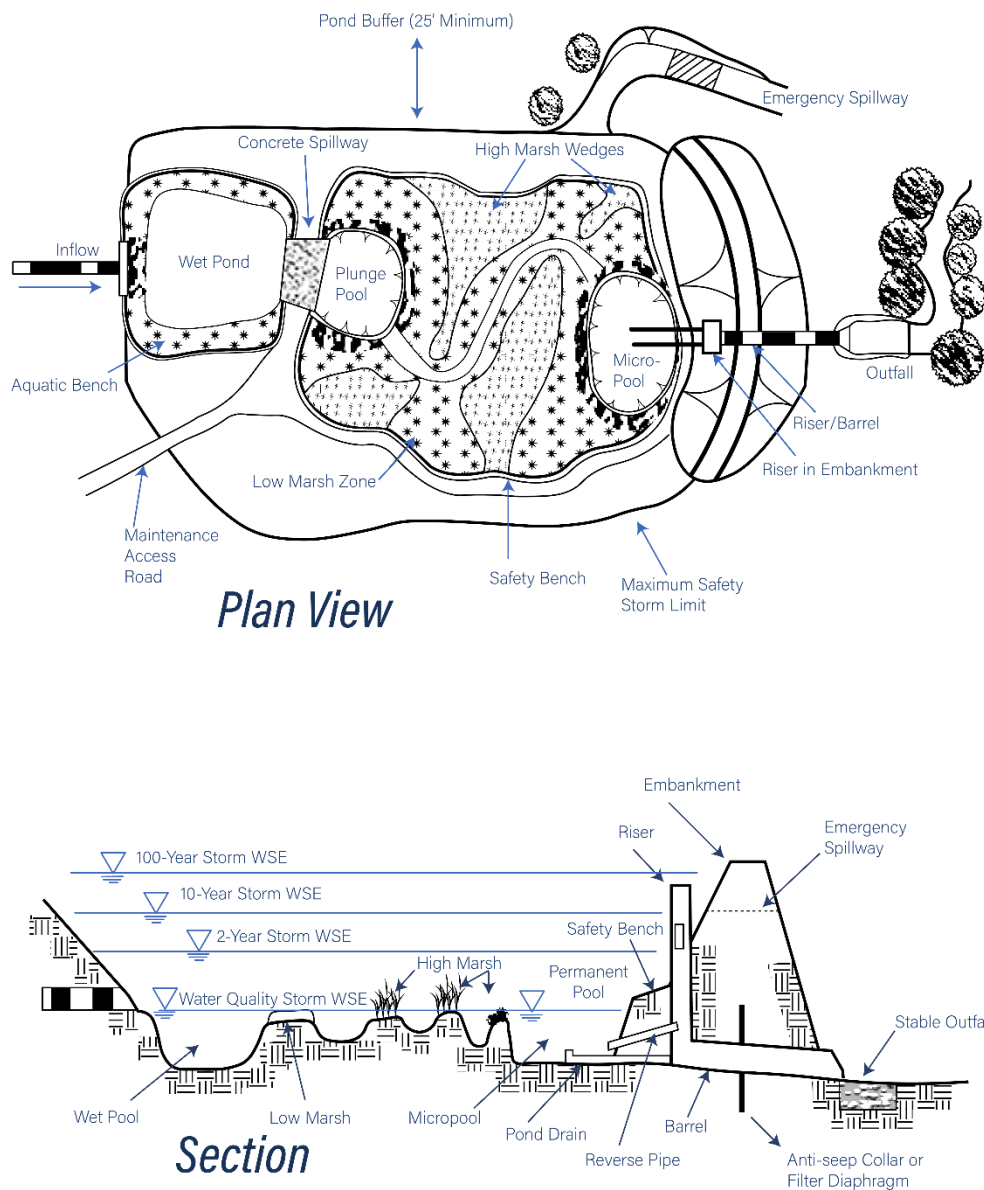 Pond Buffer (25' Minimum)
Emergency Spillway
Concrete Spillway
High Marsh Wedges
Inflow
Wet Pond
Plunge
Pool
Micro-
Pool
Aquatic Bench
Outfall
Riser/Barrel
Riser in Embankment
Low Marsh Zone
Maintenance
Access
Road
Safety Bench
Maximum Safety
Storm Limit
Plan View
Embankment
Riser
Emergency
Spillway
100-Year Storm WSE
10-Year Storm WSE
2-Year Storm WSE
Safety Bench
High Marsh
Permanent
Pool
Water Quality Storm WSE
Stable Outfa
Wet Pool
Low Marsh
Micropool
Pond Drain
Barrel
Reverse Pipe
Anti-seep Collar or
Filter Diaphragm
Section